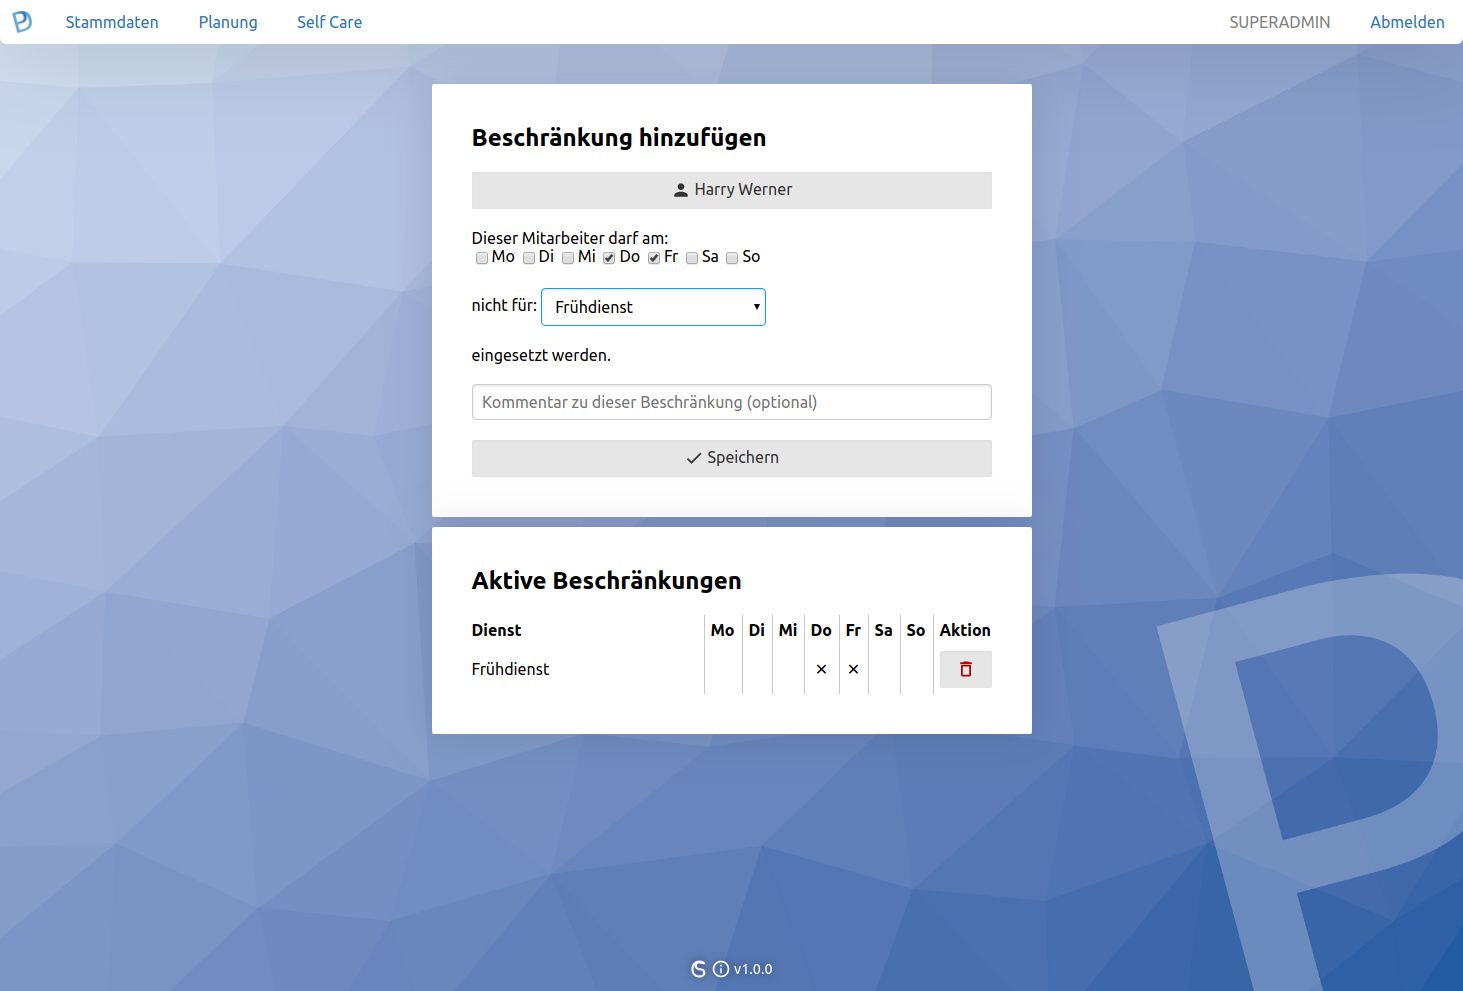 Stammdaten Planung Self Care SUPERADMIN Abmelden
Beschränkung hinzufügen
Harry Werner
Dieser Mitarbeiter darf am:
Mo Di Mi Do Fr Sa So
nicht für: Frühdienst
eingesetzt werden.
Kommentar zu dieser Beschränkung (optional)
Speichern
Aktive Beschränkungen
Dienst Mo Di Mi Do Fr Sa So Aktion
Frühdienst × ×
v1.0.0